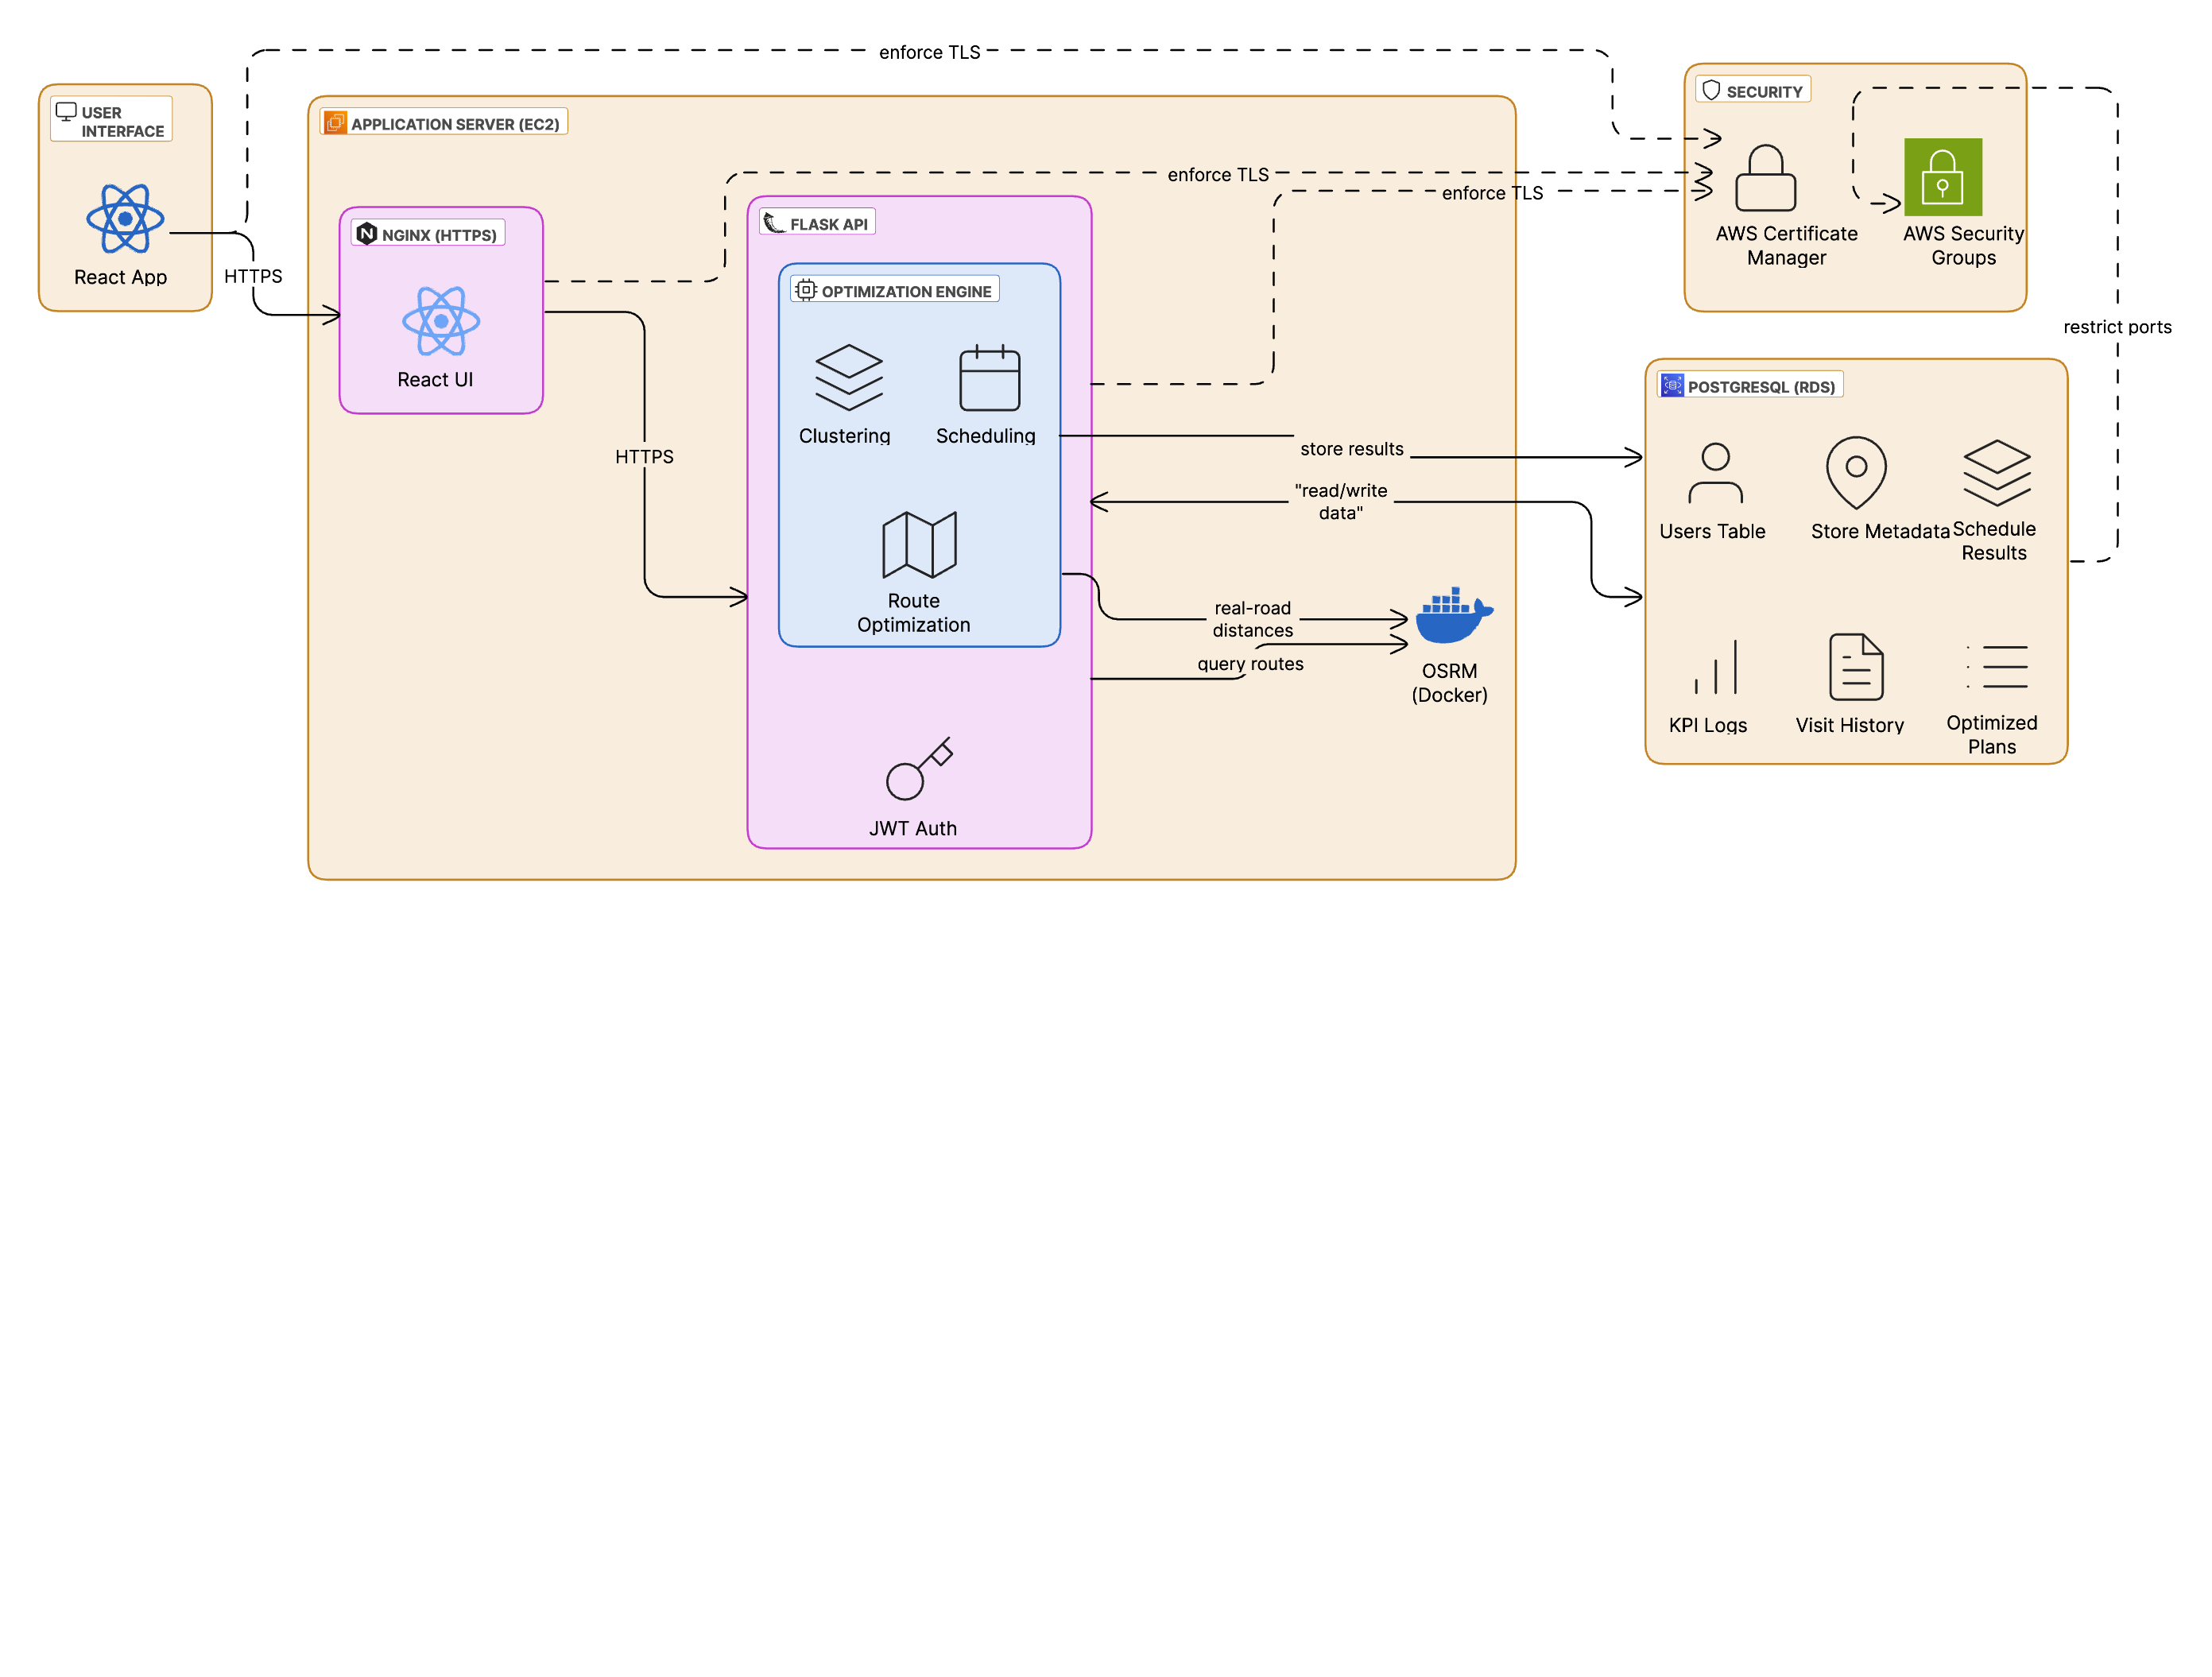 enforce TLS
USER
INTERFACE
React App
HTTPS
APPLICATION SERVER (EC2)
NGINX (HTTPS)
React UI
HTTPS
enforce TLS
enforce TLS
FLASK API
OPTIMIZATION ENGINE
Clustering
Scheduling
Route
Optimization
JWT Auth
store results
"read/write
data"
real-road
distances
query routes
OSRM
(Docker)
SECURITY
AWS Certificate
Manager
AWS Security
Groups
restrict ports
POSTGRESQL (RDS)
Users Table
Store Metadata
Schedule
Results
KPI Logs
Visit History
Optimized
Plans